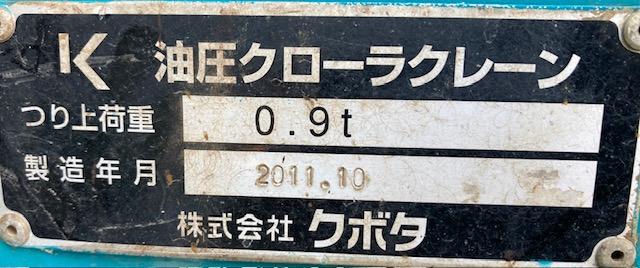 K 油圧クローラクレーン
つり上荷重 0.9t
製造年月 2011.10
株式会社 クボタ